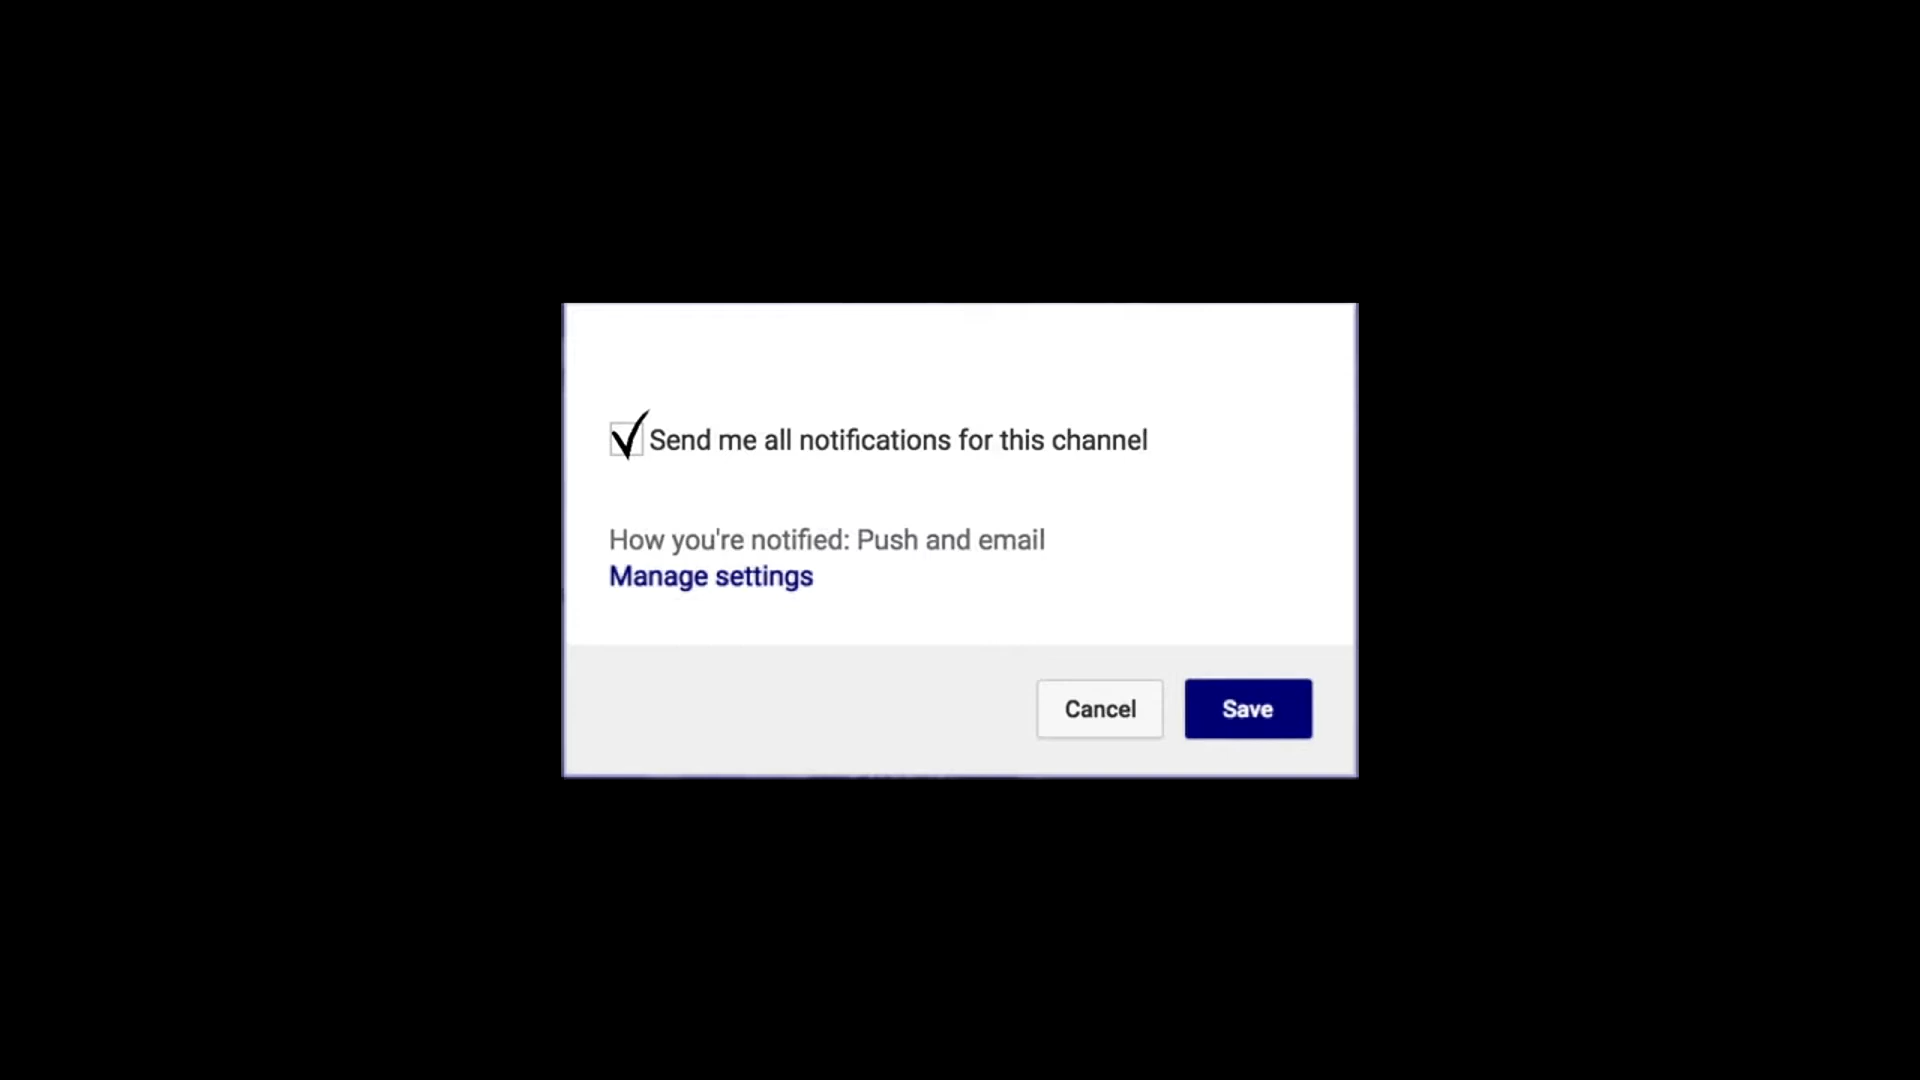 Send me all notifications for this channel
How you're notified: Push and email
Manage settings
Cancel
Save